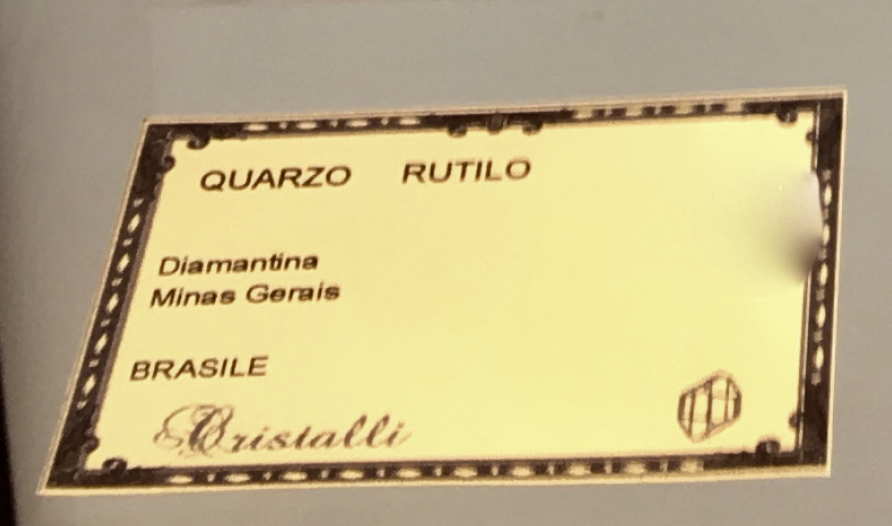 QUARZO RUTILO
Diamantina
Minas Gerais
BRASILE
Cristalli